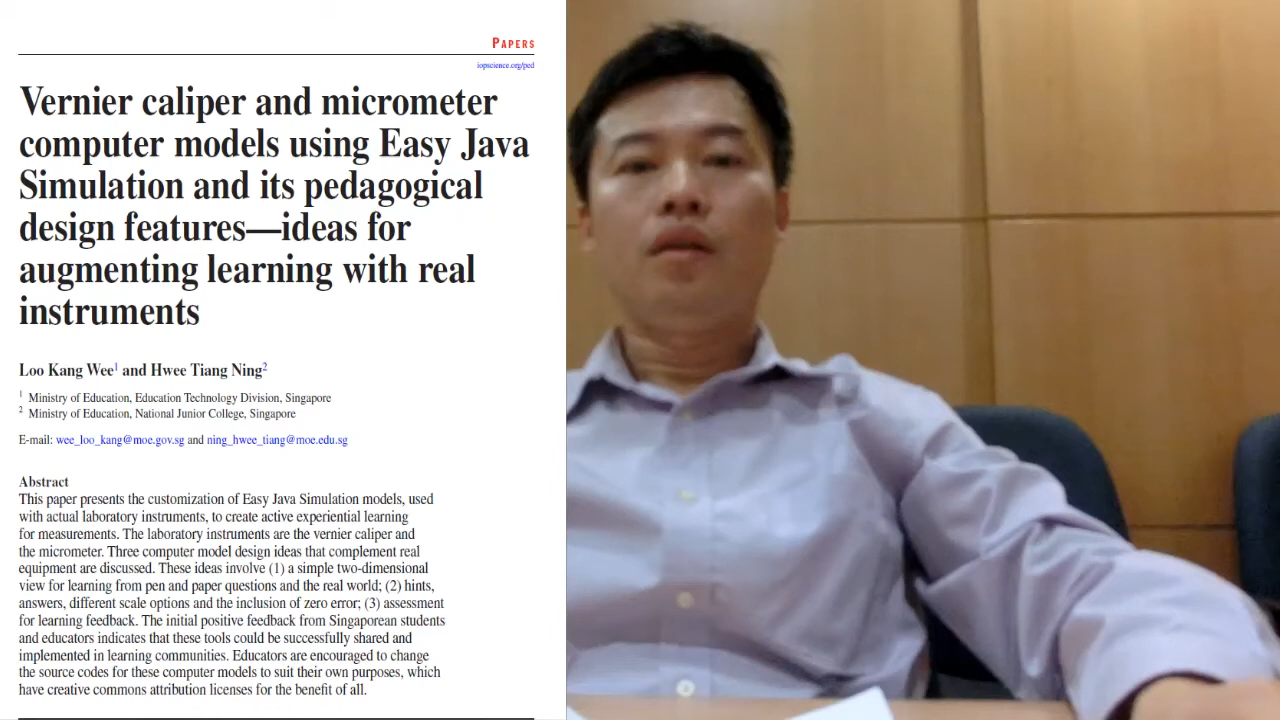 PAPERS
iopscience.org/ped
Vernier caliper and micrometer
computer models using Easy Java
Simulation and its pedagogical
design features—ideas for
augmenting learning with real
instruments
Loo Kang Wee1 and Hwee Tiang Ning2
1 Ministry of Education, Education Technology Division, Singapore
2 Ministry of Education, National Junior College, Singapore
E-mail: wee_loo_kang@moe.gov.sg and ning_hwee_tiang@moe.edu.sg
Abstract
This paper presents the customization of Easy Java Simulation models, used
with actual laboratory instruments, to create active experiential learning
for measurements. The laboratory instruments are the vernier caliper and
the micrometer. Three computer model design ideas that complement real
equipment are discussed. These ideas involve (1) a simple two-dimensional
view for learning from pen and paper questions and the real world; (2) hints,
answers, different scale options and the inclusion of zero error; (3) assessment
for learning feedback. The initial positive feedback from Singaporean students
and educators indicates that these tools could be successfully shared and
implemented in learning communities. Educators are encouraged to change
the source codes for these computer models to suit their own purposes, which
have creative commons attribution licenses for the benefit of all.